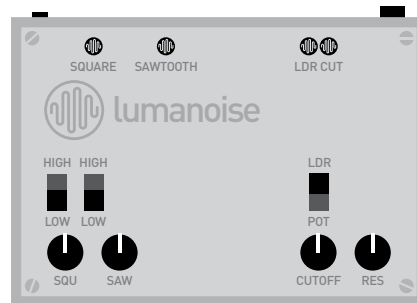 SQUARE SAWTOOTH LDR CUT
lumanoise
HIGH HIGH LDR
LOW LOW POT
SQU SAW CUTOFF RES